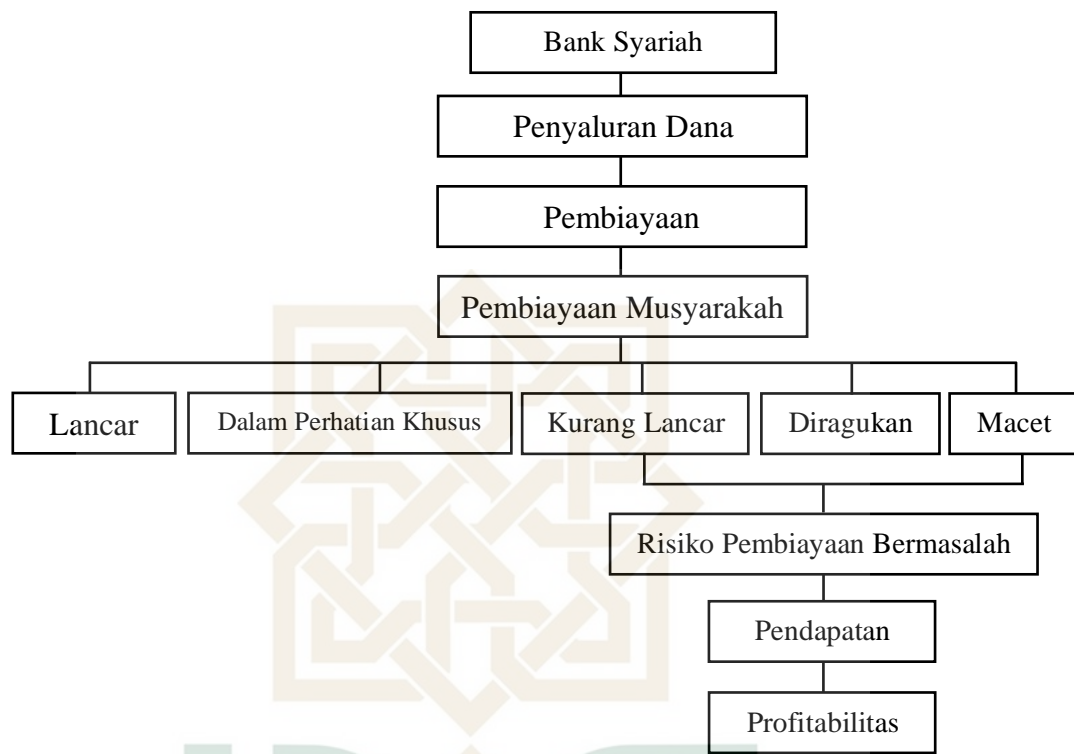 Bank Syariah
Penyaluran Dana
Pembiayaan
Pembiayaan Musyarakah
Lancar
Dalam Perhatian Khusus
Kurang Lancar
Diragukan
Macet
Risiko Pembiayaan Bermasalah
Pendapatan
Profitabilitas